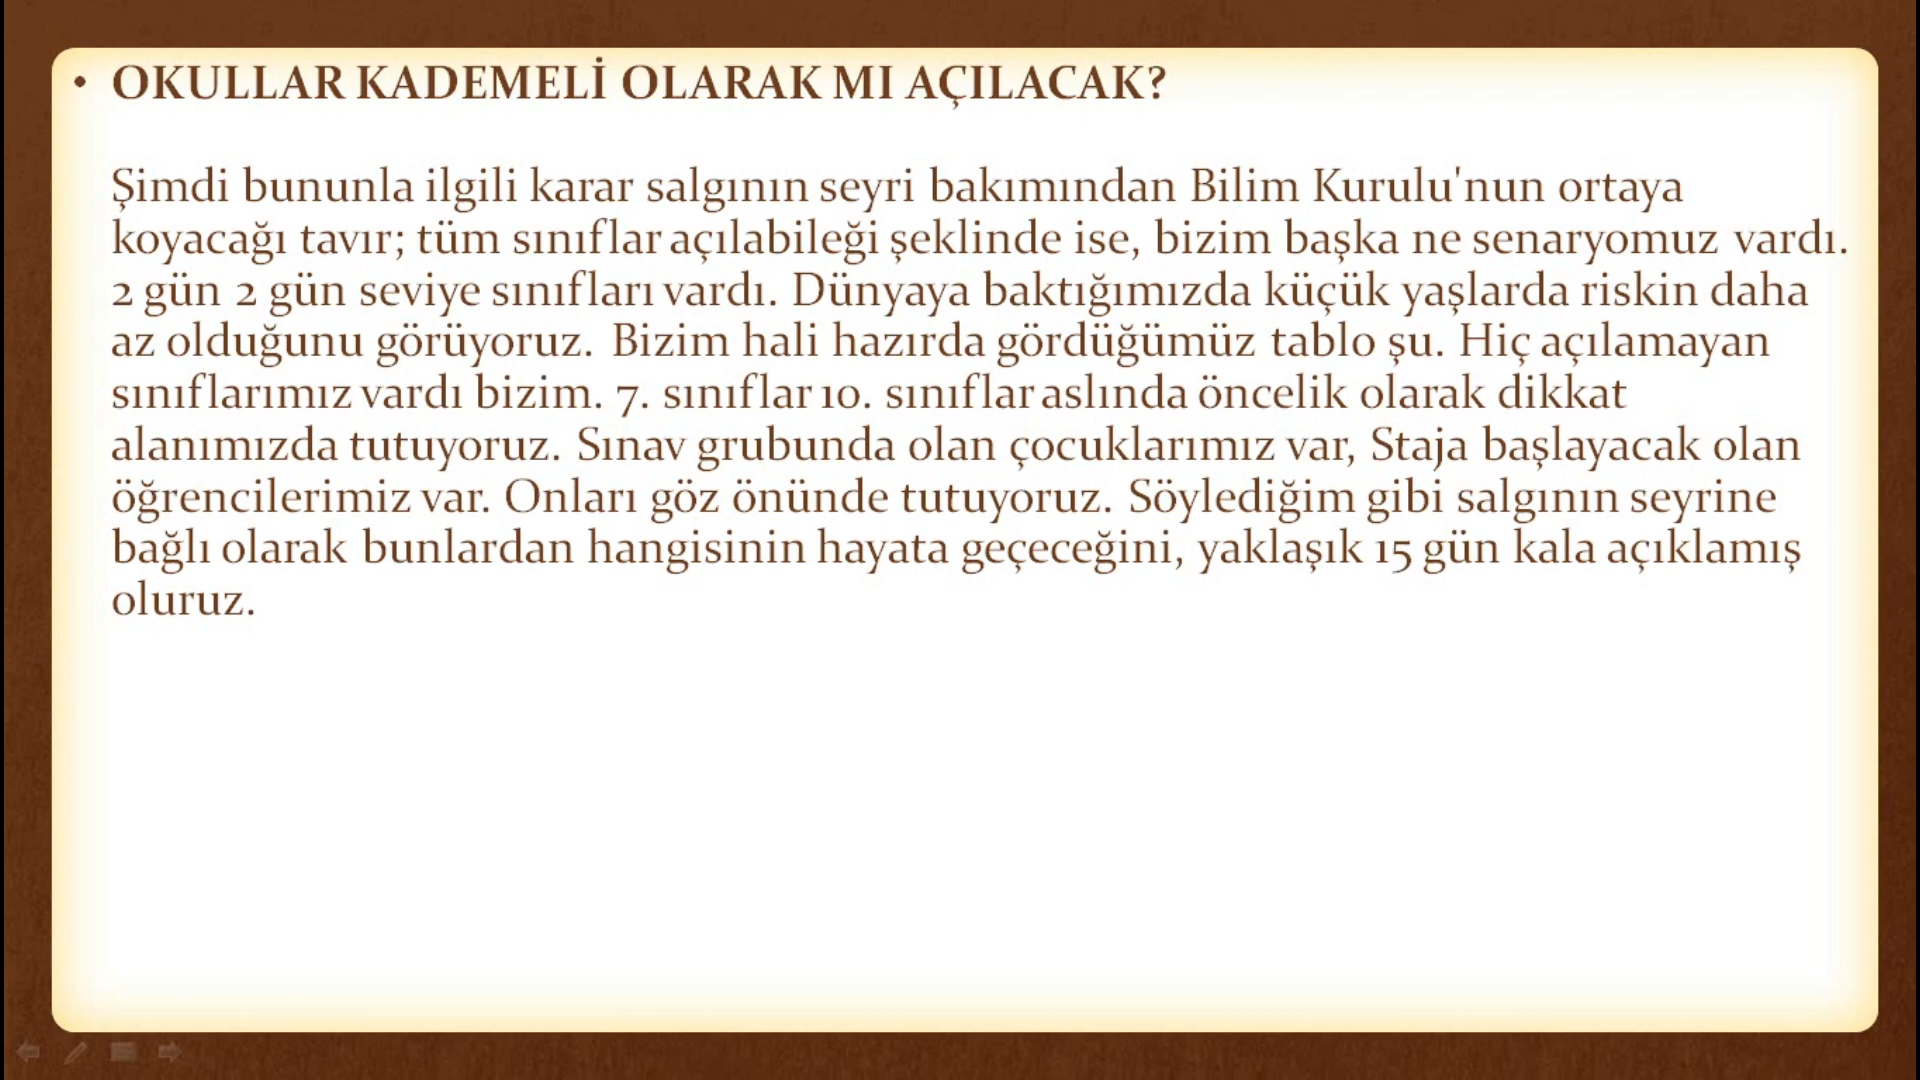 • OKULLAR KADEMELİ OLARAK MI AÇILACAK?
Şimdi bununla ilgili karar salgının seyri bakımından Bilim Kurulu'nun ortaya
koyacağı tavır; tüm sınıflar açılabileği şeklinde ise, bizim başka ne senaryomuz vardı.
2 gün 2 gün seviye sınıfları vardı. Dünyaya baktığımızda küçük yaşlarda riskin daha
az olduğunu görüyoruz. Bizim hali hazırda gördüğümüz tablo şu. Hiç açılamayan
sınıflarımız vardı bizim. 7. sınıflar 10. sınıflar aslında öncelik olarak dikkat
alanımızda tutuyoruz. Sınav grubunda olan çocuklarımız var, Staja başlayacak olan
öğrencilerimiz var. Onları göz önünde tutuyoruz. Söylediğim gibi salgının seyrine
bağlı olarak bunlardan hangisinin hayata geçeceğini, yaklaşık 15 gün kala açıklamış
oluruz.